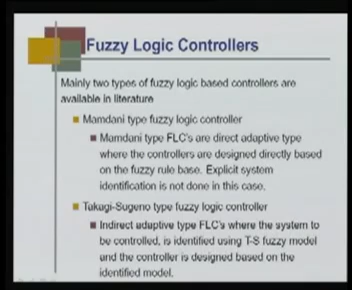 Fuzzy Logic Controllers
Mainly two types of fuzzy logic based controllers are
available in literature
Mamdani type fuzzy logic controller
Mamdani type FLC's are direct adaptive type
where the controllers are designed directly based
on the fuzzy rule base. Explicit system
identification is not done in this case.
Takagi-Sugeno type fuzzy logic controller
Indirect adaptive type FLC's where the system to
be controlled, is identified using T-S fuzzy model
and the controller is designed based on the
identified model.